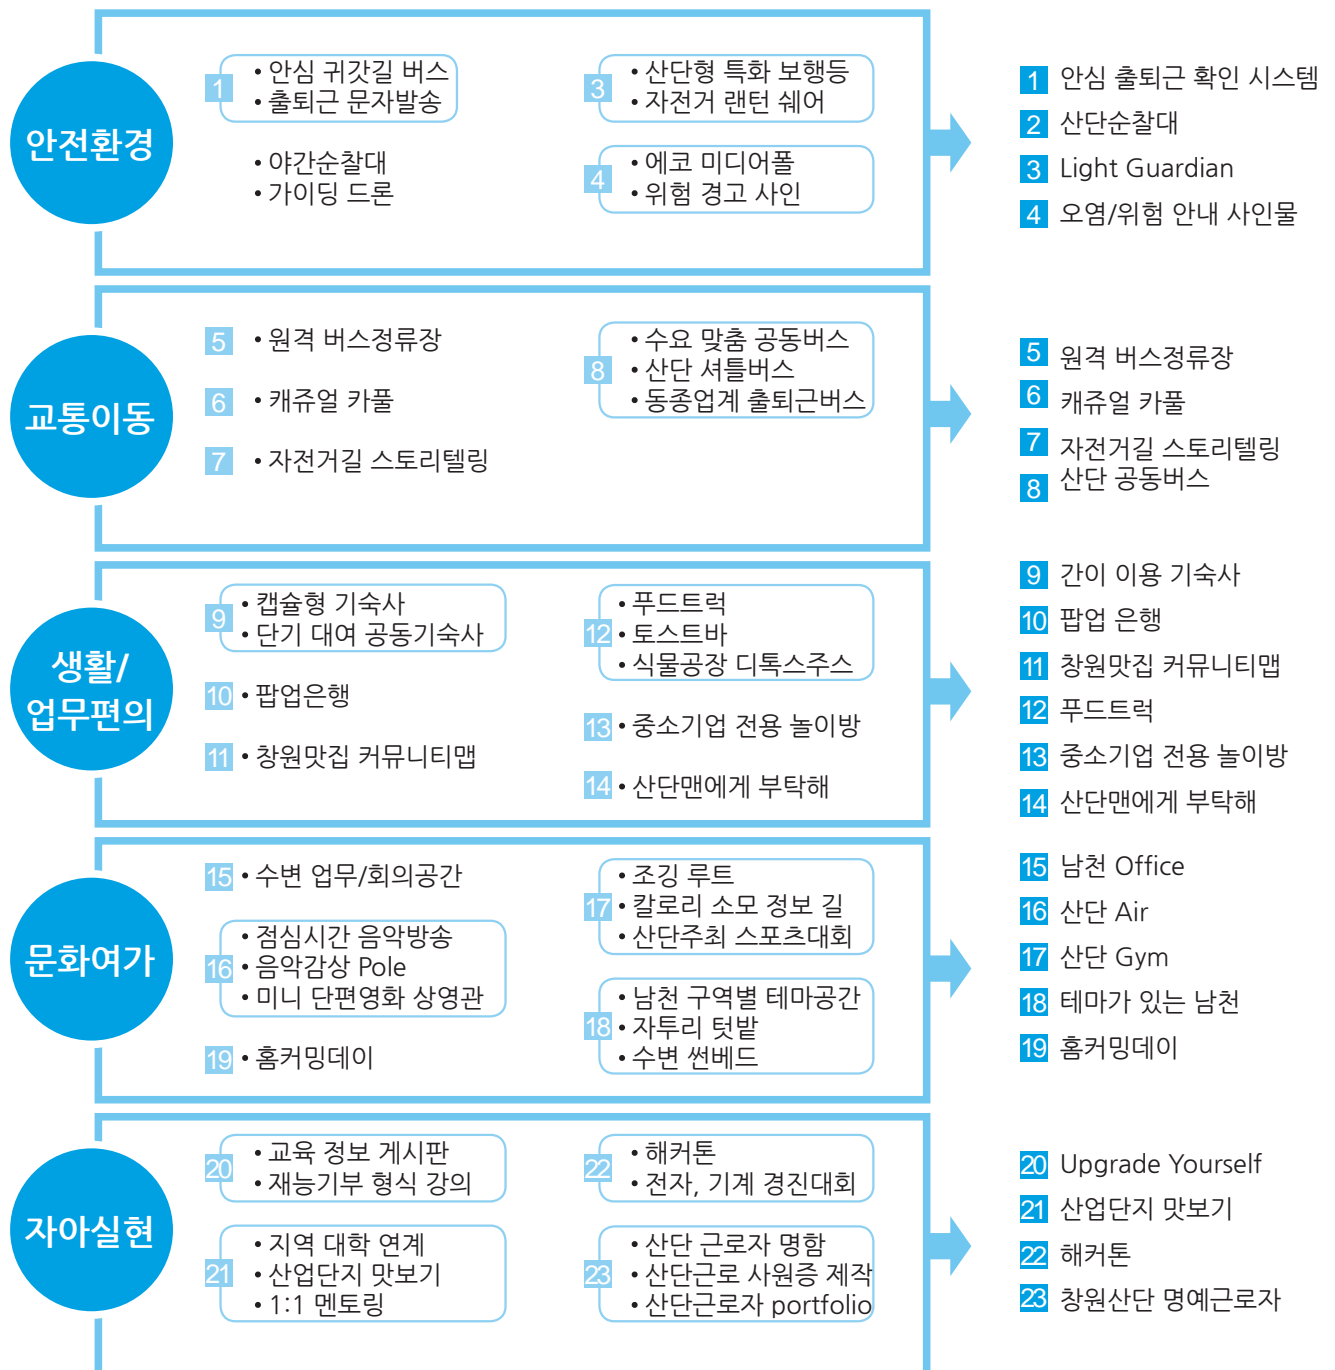 안전환경
1
• 안심 귀갓길 버스
• 출퇴근 문자발송
• 야간순찰대
• 가이딩 드론
3
• 산단형 특화 보행등
• 자전거 랜턴 쉐어
4
• 에코 미디어폴
• 위험 경고 사인
1 안심 출퇴근 확인 시스템
2 산단순찰대
3 Light Guardian
4 오염/위험 안내 사인물
교통이동
5 • 원격 버스정류장
6 • 캐쥬얼 카풀
7 • 자전거길 스토리텔링
8
• 수요 맞춤 공동버스
• 산단 셔틀버스
• 동종업계 출퇴근버스
5 원격 버스정류장
6 캐쥬얼 카풀
7 자전거길 스토리텔링
8 산단 공동버스
생활/
업무편의
9
• 캡슐형 기숙사
• 단기 대여 공동기숙사
10 • 팝업은행
11 • 창원맛집 커뮤니티맵
12
• 푸드트럭
• 토스트바
• 식물공장 디톡스주스
13 • 중소기업 전용 놀이방
14 • 산단맨에게 부탁해
9 간이 이용 기숙사
10 팝업 은행
11 창원맛집 커뮤니티맵
12 푸드트럭
13 중소기업 전용 놀이방
14 산단맨에게 부탁해
문화여가
15 • 수변 업무/회의공간
16
• 점심시간 음악방송
• 음악감상 Pole
• 미니 단편영화 상영관
19 • 홈커밍데이
17
• 조깅 루트
• 칼로리 소모 정보 길
• 산단주최 스포츠대회
18
• 남천 구역별 테마공간
• 자투리 텃밭
• 수변 썬베드
15 남천 Office
16 산단 Air
17 산단 Gym
18 테마가 있는 남천
19 홈커밍데이
자아실현
20
• 교육 정보 게시판
• 재능기부 형식 강의
21
• 지역 대학 연계
• 산업단지 맛보기
• 1:1 멘토링
22
• 해커톤
• 전자, 기계 경진대회
23
• 산단 근로자 명함
• 산단근로 사원증 제작
• 산단근로자 portfolio
20 Upgrade Yourself
21 산업단지 맛보기
22 해커톤
23 창원산단 명예근로자